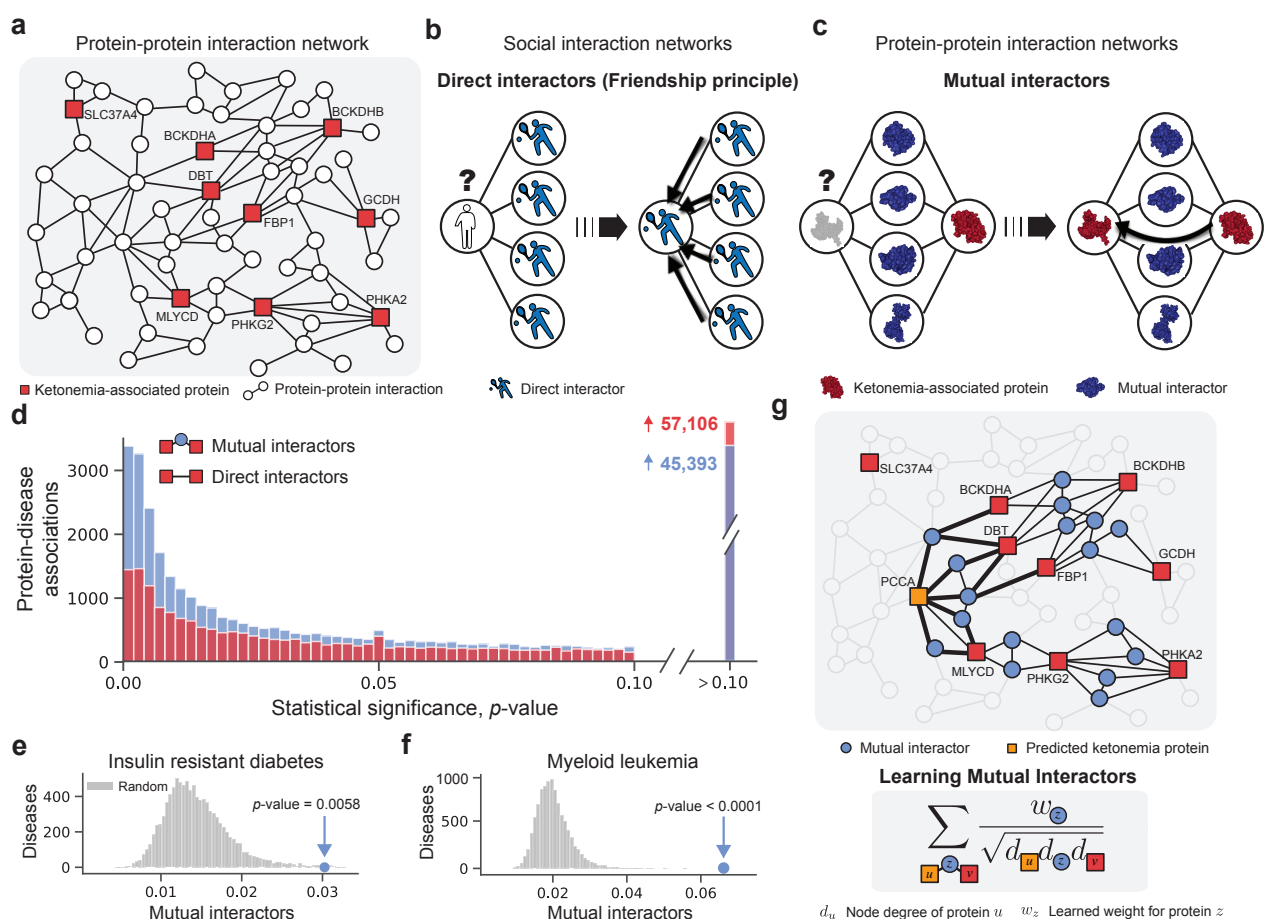 a
Protein-protein interaction network
SLC37A4
BCKDHB
BCKDHA
DBT
GCDH
FBP1
MLYCD
PHKG2
PHKA2
Ketonemia-associated protein
Protein-protein interaction
b
Social interaction networks
Direct interactors (Friendship principle)
?
Direct interactor
c
Protein-protein interaction networks
Mutual interactors
?
Ketonemia-associated protein
Mutual interactor
d
Mutual interactors
Direct interactors
57,106
45,393
Protein-disease
associations
3000
2000
1000
0
0.00
0.05
0.10
> 0.10
Statistical significance, p-value
e
Insulin resistant diabetes
Random
p-value = 0.0058
Diseases
400
200
0
0.01
0.02
0.03
Mutual interactors
f
Myeloid leukemia
p-value < 0.0001
Diseases
1000
500
0
0.02
0.04
0.06
Mutual interactors
g
SLC37A4
BCKDHB
BCKDHA
DBT
GCDH
PCCA
FBP1
MLYCD
PHKG2
PHKA2
Mutual interactor
Predicted ketonemia protein
Learning Mutual Interactors
∑ w_z / √d_u d_z d_v
u z v
d_u Node degree of protein u w_z Learned weight for protein z